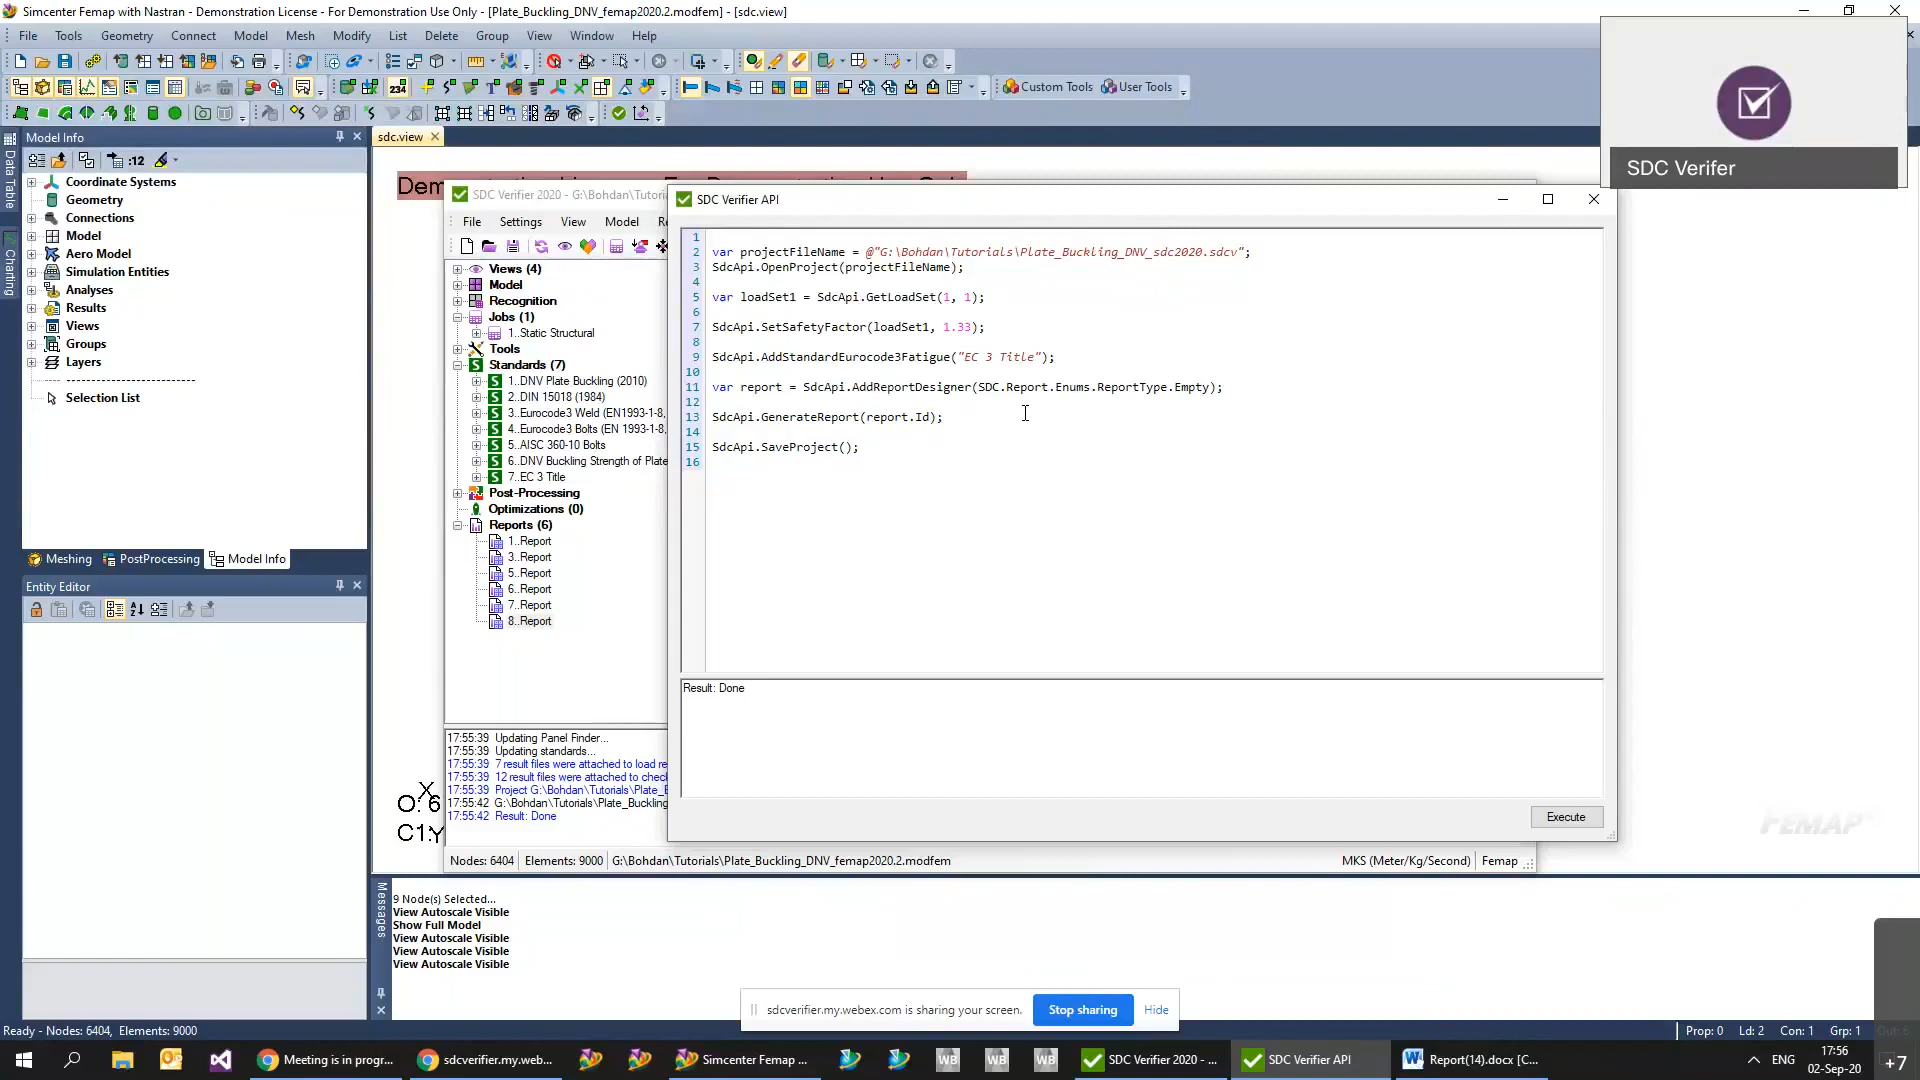 Simcenter Femap with Nastran - Demonstration License - For Demonstration Use Only - [Plate_Buckling_DNV_femap2020.2.modfem] - [sdc.view]
File Tools Geometry Connect Model Mesh Modify List Delete Group View Window Help
234
Custom Tools User Tools
Model Info
:12
Data Table
Charting
Coordinate Systems
Geometry
Connections
Model
Aero Model
Simulation Entities
Analyses
Results
Views
Groups
Layers
Selection List
Meshing PostProcessing Model Info
Entity Editor
sdc.view
SDC Verifier 2020 - G:\Bohdan\Tutori
File Settings View Model
Views (4)
Model
Recognition
Jobs (1)
1..Static Structural
Tools
Standards (7)
1..DNV Plate Buckling (2010)
2..DIN 15018 (1984)
3..Eurocode3 Weld (EN1993-1-8,
4..Eurocode3 Bolts (EN 1993-1-8,
5..AISC 360-10 Bolts
6..DNV Buckling Strength of Plate
7..EC 3 Title
Post-Processing
Optimizations (0)
Reports (6)
1..Report
3..Report
5..Report
6..Report
7..Report
8..Report
17:55:39 Updating Panel Finder...
17:55:39 Updating standards...
17:55:39 7 result files were attached to load re
17:55:39 12 result files were attached to check
17:55:39 Project G:\Bohdan\Tutorials\Plate_B
17:55:42 G:\Bohdan\Tutorials\Plate_Buckling
17:55:42 Result: Done
X
O: 6
C1:Y
Nodes: 6404 Elements: 9000 G:\Bohdan\Tutorials\Plate_Buckling_DNV_femap2020.2.modfem MKS (Meter/Kg/Second) Femap
SDC Verifier API
1
2 var projectFileName = @"G:\Bohdan\Tutorials\Plate_Buckling_DNV_sdc2020.sdcv";
3 SdcApi.OpenProject(projectFileName);
4
5 var loadSet1 = SdcApi.GetLoadSet(1, 1);
6
7 SdcApi.SetSafetyFactor(loadSet1, 1.33);
8
9 SdcApi.AddStandardEurocode3Fatigue("EC 3 Title");
10
11 var report = SdcApi.AddReportDesigner(SDC.Report.Enums.ReportType.Empty);
12
13 SdcApi.GenerateReport(report.Id);
14
15 SdcApi.SaveProject();
16
Result: Done
Execute
SDC Verifer
FEMAP
Messages
9 Node(s) Selected...
View Autoscale Visible
Show Full Model
View Autoscale Visible
View Autoscale Visible
View Autoscale Visible
sdcverifier.my.webex.com is sharing your screen. Stop sharing Hide
Ready - Nodes: 6404, Elements: 9000
Prop: 0 Ld: 2 Con: 1 Grp: 1
Meeting is in progr... sdcverifier.my.web... Simcenter Femap ... WB WB WB SDC Verifier 2020 - ... SDC Verifier API Report(14).docx [C...
ENG
17:56
02-Sep-20
+7